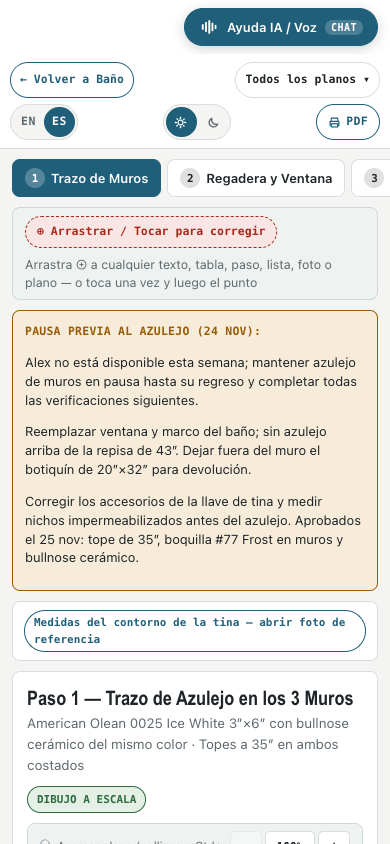 Ayuda IA / Voz CHAT
← Volver a Baño
Todos los planos ▾
EN ES
PDF
1 Trazo de Muros
2 Regadera y Ventana
3
⊕ Arrastrar / Tocar para corregir
Arrastra ⊕ a cualquier texto, tabla, paso, lista, foto o
plano — o toca una vez y luego el punto
PAUSA PREVIA AL AZULEJO (24 NOV):
Alex no está disponible esta semana; mantener azulejo
de muros en pausa hasta su regreso y completar todas
las verificaciones siguientes.
Reemplazar ventana y marco del baño; sin azulejo
arriba de la repisa de 43″. Dejar fuera del muro el
botiquín de 20″×32″ para devolución.
Corregir los accesorios de la llave de tina y medir
nichos impermeabilizados antes del azulejo. Aprobados
el 25 nov: tope de 35″, boquilla #77 Frost en muros y
bullnose cerámico.
Medidas del contorno de la tina — abrir foto de
referencia
Paso 1 — Trazo de Azulejo en los 3 Muros
American Olean 0025 Ice White 3″×6″ con bullnose
cerámico del mismo color · Topes a 35″ en ambos
costados
DIBUJO A ESCALA